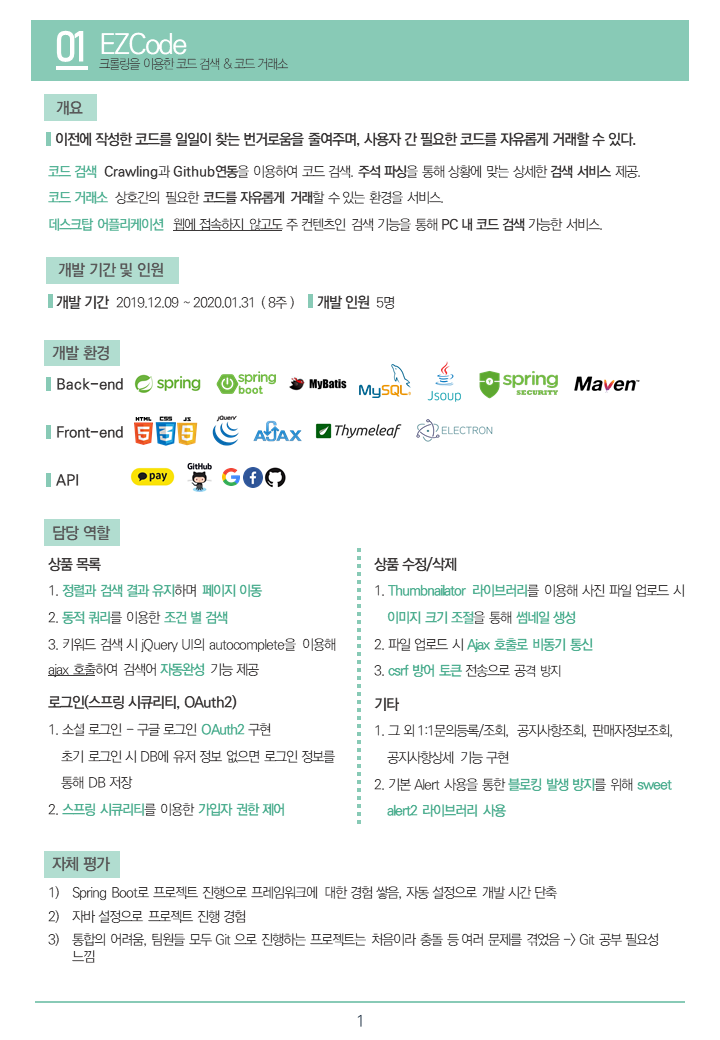 01 EZCode
크롤링을 이용한 코드 검색 & 코드 거래소
개요
이전에 작성한 코드를 일일이 찾는 번거로움을 줄여주며, 사용자 간 필요한 코드를 자유롭게 거래할 수 있다.
코드 검색 Crawling과 Github연동을 이용하여 코드 검색. 주석 파싱을 통해 상황에 맞는 상세한 검색 서비스 제공.
코드 거래소 상호간의 필요한 코드를 자유롭게 거래할 수 있는 환경을 서비스.
데스크탑 어플리케이션 웹에 접속하지 않고도 주 컨텐츠인 검색 기능을 통해 PC 내 코드 검색 가능한 서비스.
개발 기간 및 인원
개발 기간 2019.12.09 ~ 2020.01.31 ( 8주 ) 개발 인원 5명
개발 환경
Back-end spring spring boot MyBatis MySQL Jsoup spring SECURITY Maven™
Front-end HTML 5 CSS 3 JS 5 jQuery AJAX Thymeleaf ELECTRON
API pay GitHub
담당 역할
상품 목록
1. 정렬과 검색 결과 유지하며 페이지 이동
2. 동적 쿼리를 이용한 조건 별 검색
3. 키워드 검색 시 jQuery UI의 autocomplete을 이용해
ajax 호출하여 검색어 자동완성 기능 제공
로그인(스프링 시큐리티, OAuth2)
1. 소셜 로그인 - 구글 로그인 OAuth2 구현
초기 로그인 시 DB에 유저 정보 없으면 로그인 정보를
통해 DB 저장
2. 스프링 시큐리티를 이용한 가입자 권한 제어
상품 수정/삭제
1. Thumbnailator 라이브러리를 이용해 사진 파일 업로드 시
이미지 크기 조절을 통해 썸네일 생성
2. 파일 업로드 시 Ajax 호출로 비동기 통신
3. csrf 방어 토큰 전송으로 공격 방지
기타
1. 그 외 1:1문의등록/조회, 공지사항조회, 판매자정보조회,
공지사항상세 기능 구현
2. 기본 Alert 사용을 통한 블로킹 발생 방지를 위해 sweet
alert2 라이브러리 사용
자체 평가
1) Spring Boot로 프로젝트 진행으로 프레임워크에 대한 경험 쌓음, 자동 설정으로 개발 시간 단축
2) 자바 설정으로 프로젝트 진행 경험
3) 통합의 어려움, 팀원들 모두 Git 으로 진행하는 프로젝트는 처음이라 충돌 등 여러 문제를 겪었음 -> Git 공부 필요성
느낌
1